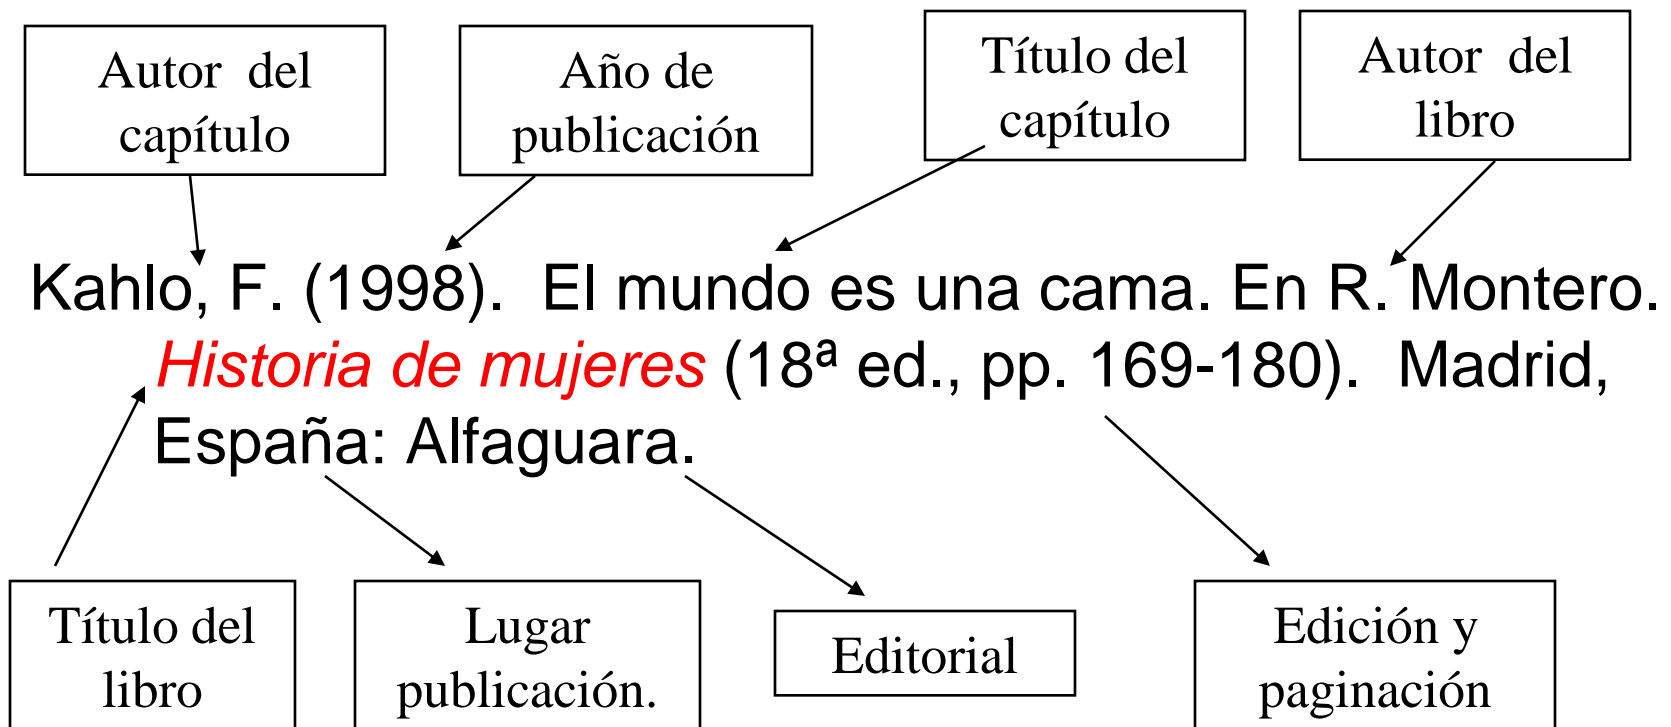 Autor del
capítulo
Año de
publicación
Título del
capítulo
Autor del
libro
Kahlo, F. (1998). El mundo es una cama. En R. Montero.
Historia de mujeres (18ª ed., pp. 169-180). Madrid,
España: Alfaguara.
Título del
libro
Lugar
publicación.
Editorial
Edición y
paginación